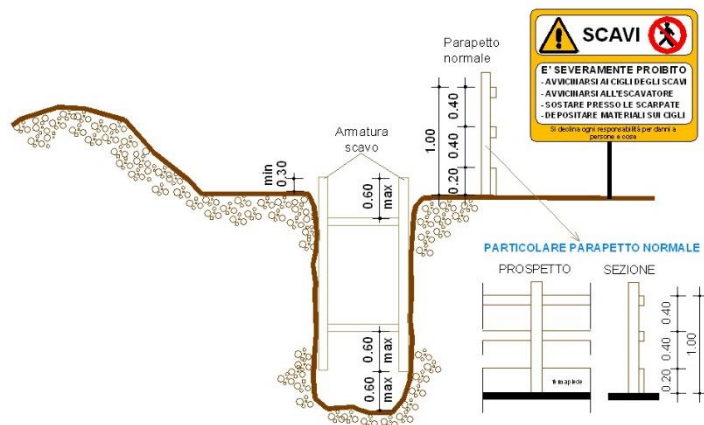 SCAVI
E' SEVERAMENTE PROIBITO
- AVVICINARSI AI CIGLI DEGLI SCAVI
- AVVICINARSI ALL'ESCAVATORE
- SOSTARE PRESSO LE SCARPATE
- DEPOSITARE MATERIALI SUI CIGLI
Si declina ogni responsabilità per danni a
persone e cose
Parapetto
normale
0.40
1.00
0.40
0.20
Armatura
scavo
min
0.30
0.60
max
0.60
max
0.60
max
PARTICOLARE PARAPETTO NORMALE
PROSPETTO
SEZIONE
0.40
0.40
1.00
0.20